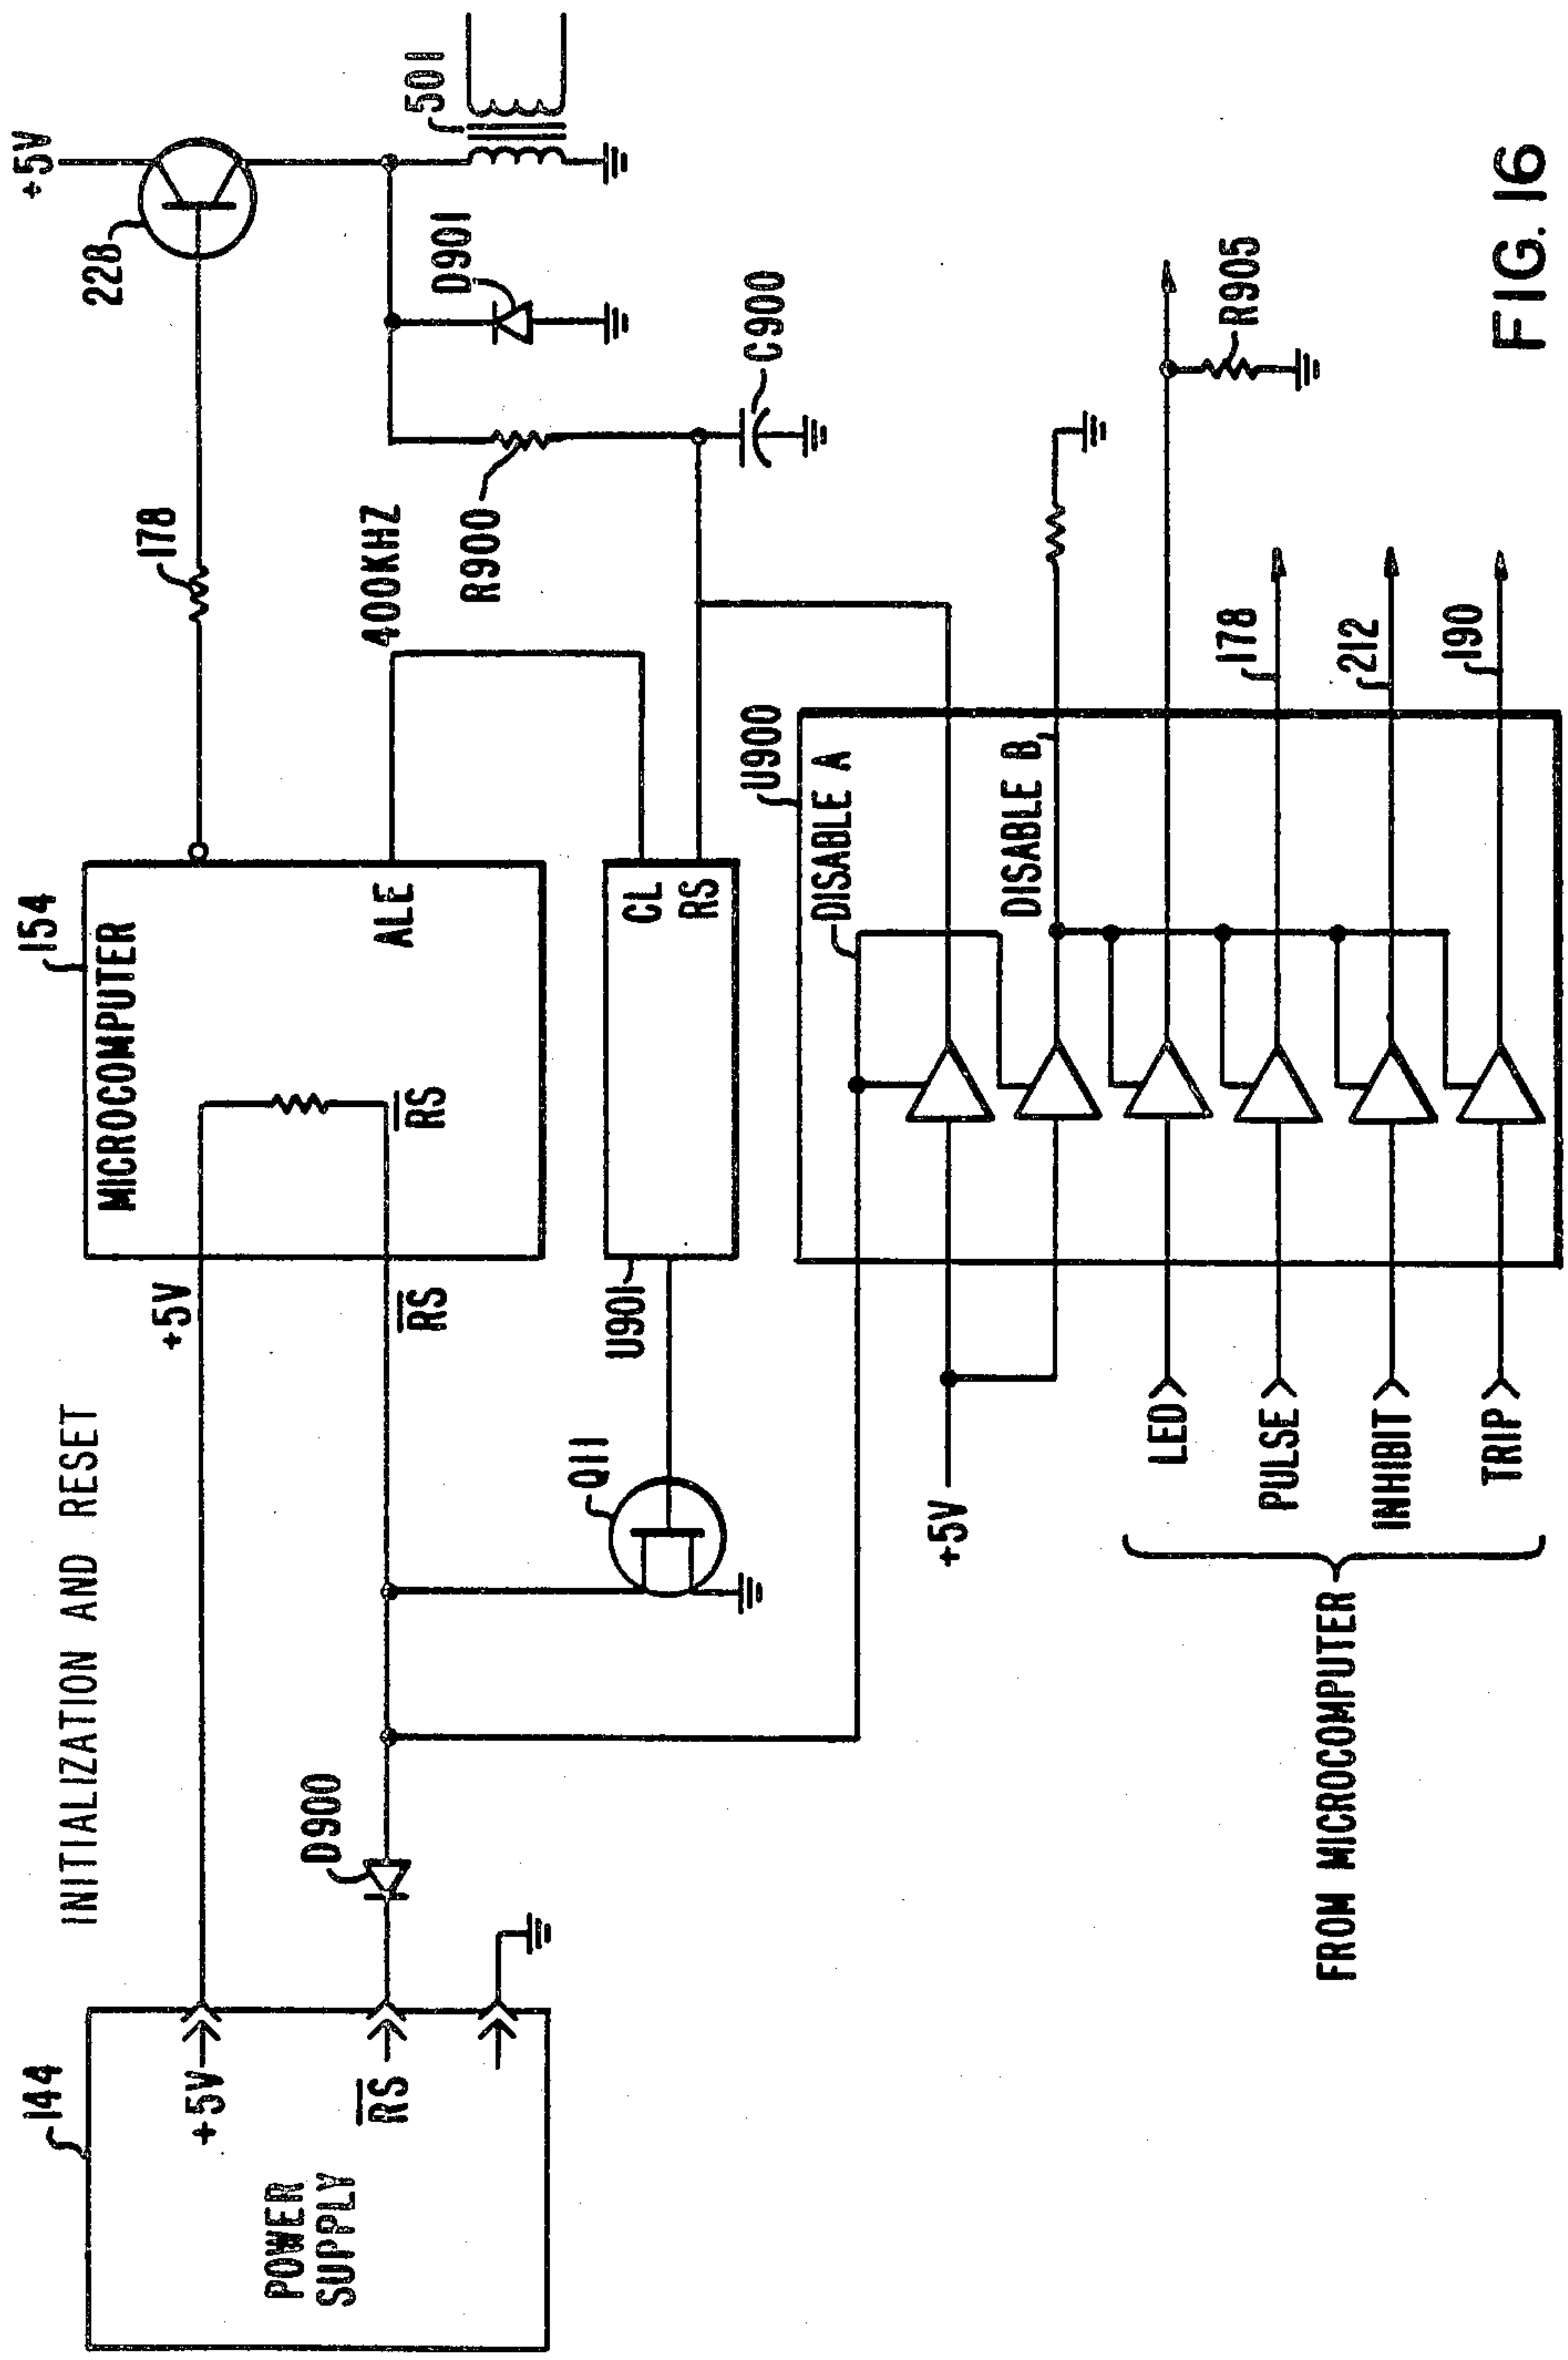 INITIALIZATION AND RESET
144
+5V
RS
POWER
SUPPLY
D900
+5V
RS
154
MICROCOMPUTER
RS
ALE
178
228
+5V
400KHZ
R900
D901
501
C900
Q11
U901
CL
RS
U900
DISABLE A
DISABLE B
+5V
LED
PULSE
INHIBIT
TRIP
FROM MICROCOMPUTER
R905
178
212
190
FIG. 16